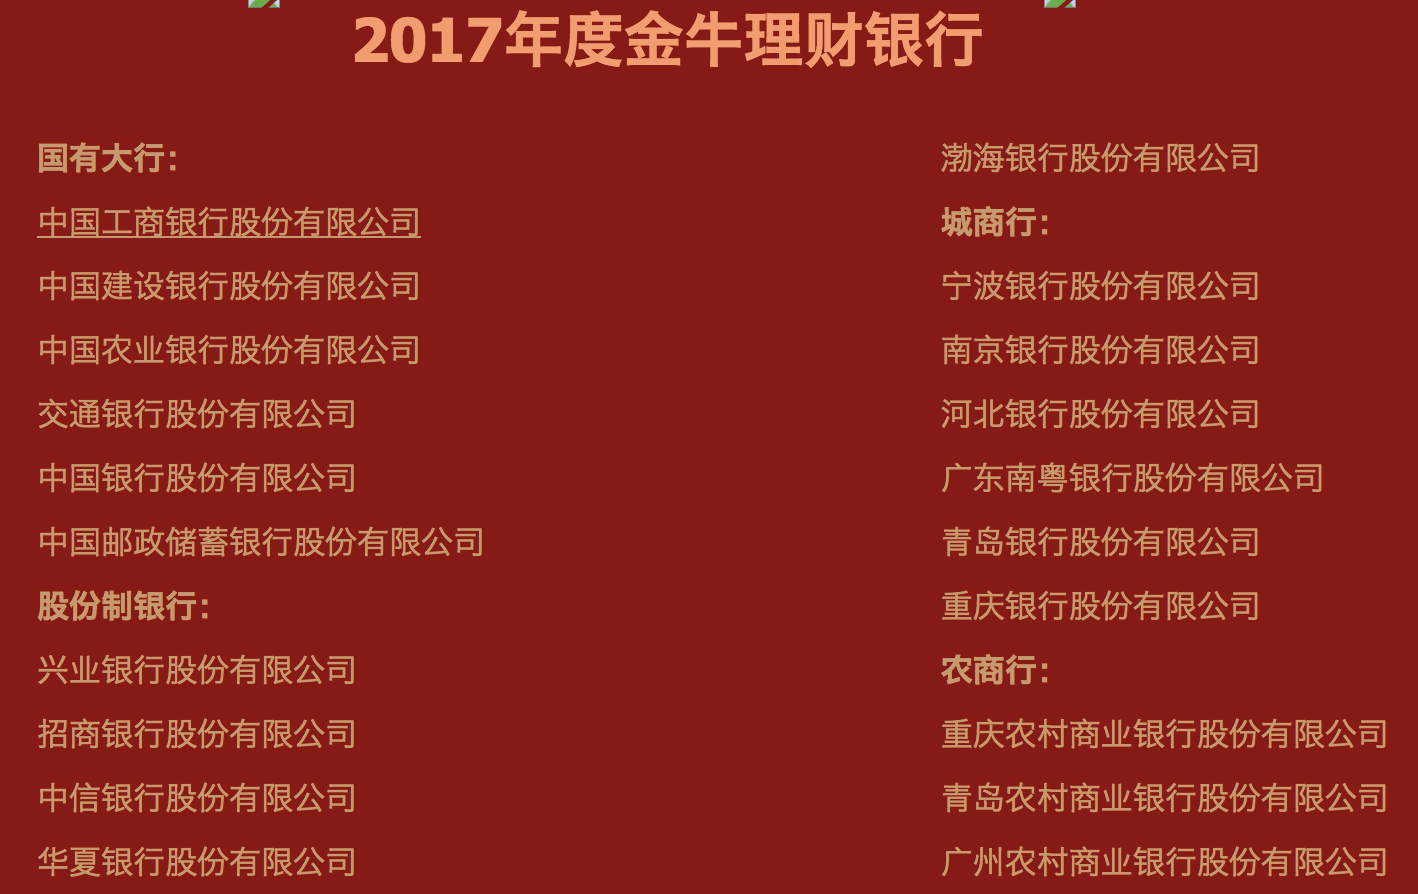 2017年度金牛理财银行
国有大行：
中国工商银行股份有限公司
中国建设银行股份有限公司
中国农业银行股份有限公司
交通银行股份有限公司
中国银行股份有限公司
中国邮政储蓄银行股份有限公司
股份制银行：
兴业银行股份有限公司
招商银行股份有限公司
中信银行股份有限公司
华夏银行股份有限公司
渤海银行股份有限公司
城商行：
宁波银行股份有限公司
南京银行股份有限公司
河北银行股份有限公司
广东南粤银行股份有限公司
青岛银行股份有限公司
重庆银行股份有限公司
农商行：
重庆农村商业银行股份有限公司
青岛农村商业银行股份有限公司
广州农村商业银行股份有限公司